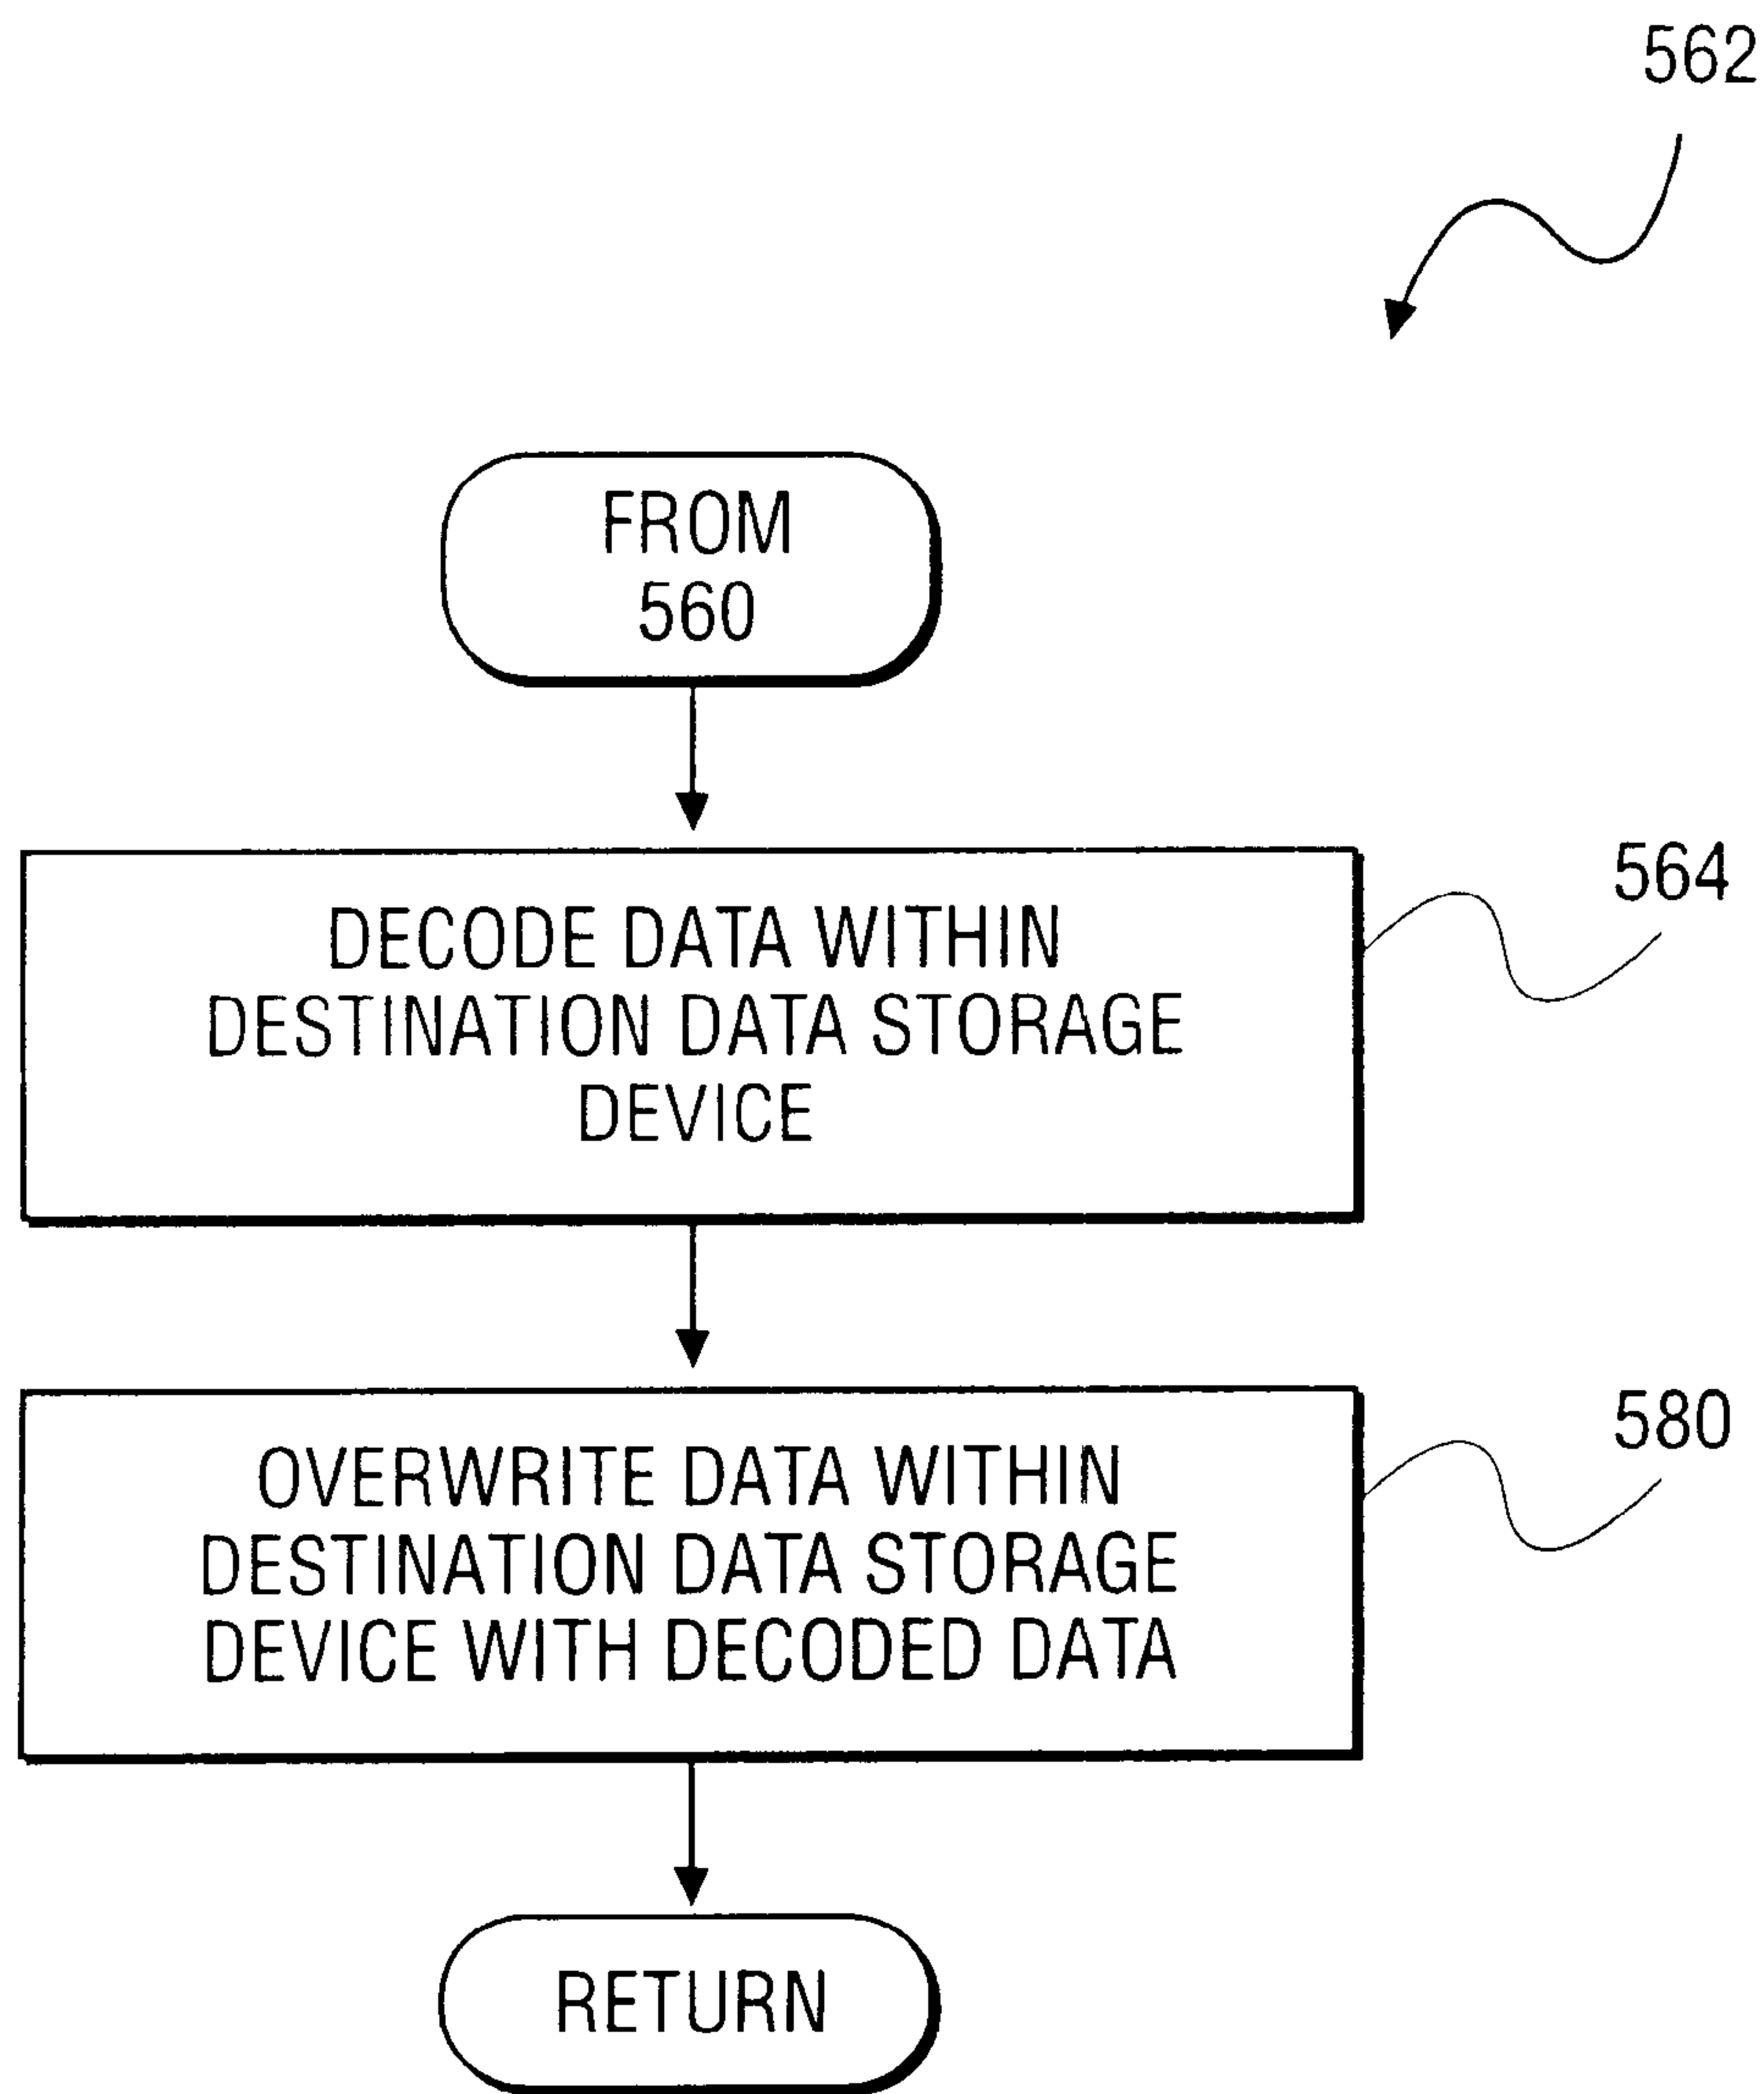 562
FROM
560
DECODE DATA WITHIN
DESTINATION DATA STORAGE
DEVICE
564
OVERWRITE DATA WITHIN
DESTINATION DATA STORAGE
DEVICE WITH DECODED DATA
580
RETURN